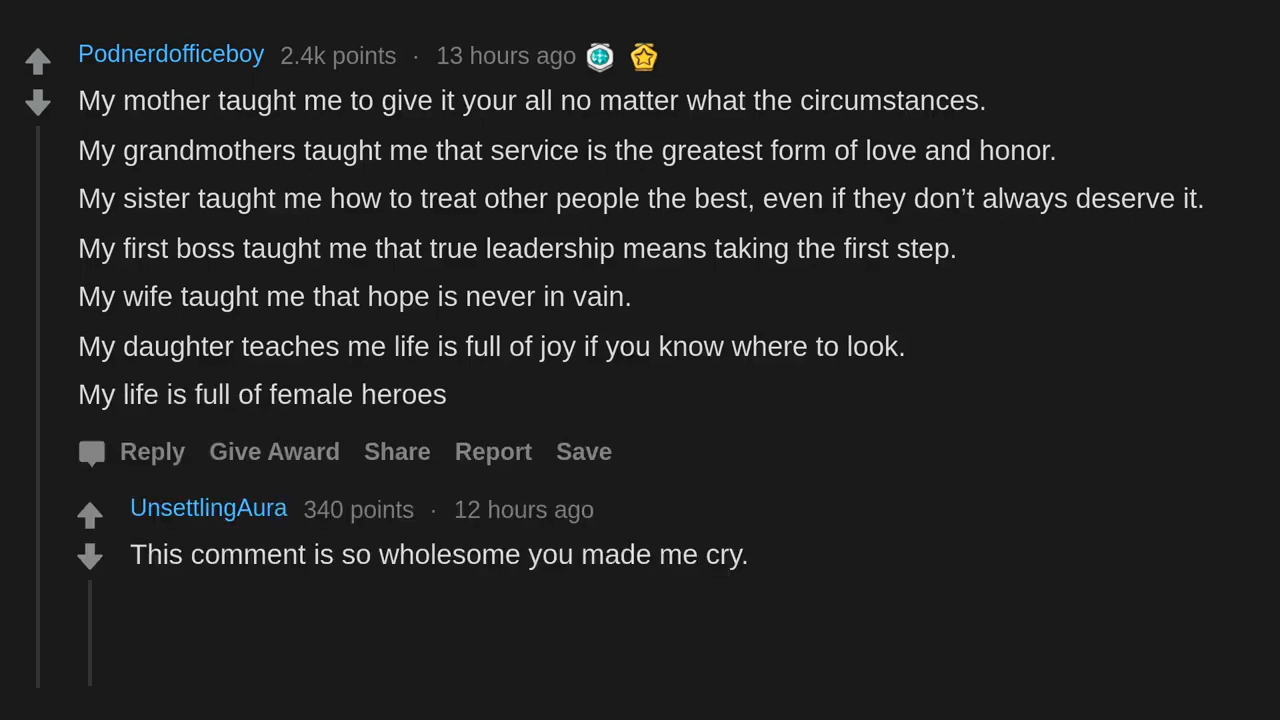 Podnerdofficeboy 2.4k points · 13 hours ago
My mother taught me to give it your all no matter what the circumstances.
My grandmothers taught me that service is the greatest form of love and honor.
My sister taught me how to treat other people the best, even if they don’t always deserve it.
My first boss taught me that true leadership means taking the first step.
My wife taught me that hope is never in vain.
My daughter teaches me life is full of joy if you know where to look.
My life is full of female heroes
Reply Give Award Share Report Save
UnsettlingAura 340 points · 12 hours ago
This comment is so wholesome you made me cry.